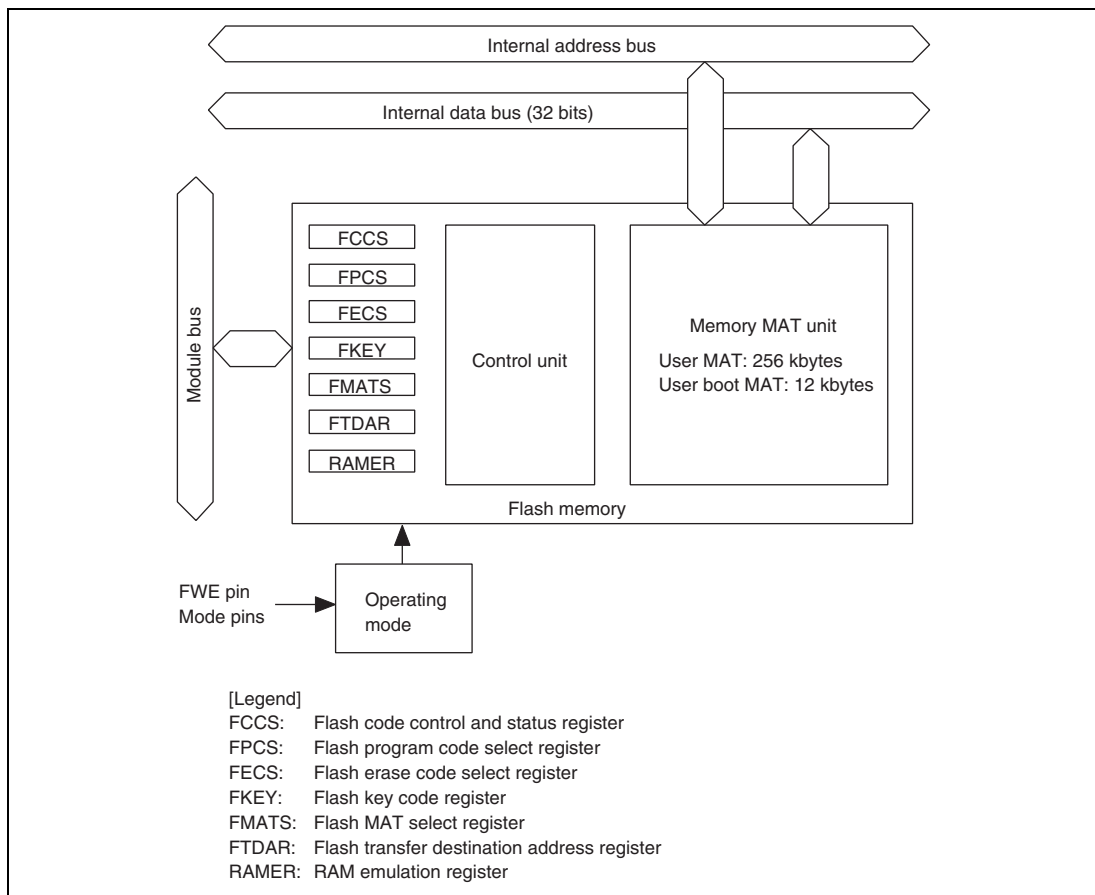 Internal address bus
Internal data bus (32 bits)
Module bus
FCCS
FPCS
FECS
FKEY
FMATS
FTDAR
RAMER
Control unit
Memory MAT unit
User MAT: 256 kbytes
User boot MAT: 12 kbytes
Flash memory
FWE pin
Mode pins
Operating
mode
[Legend]
FCCS: Flash code control and status register
FPCS: Flash program code select register
FECS: Flash erase code select register
FKEY: Flash key code register
FMATS: Flash MAT select register
FTDAR: Flash transfer destination address register
RAMER: RAM emulation register